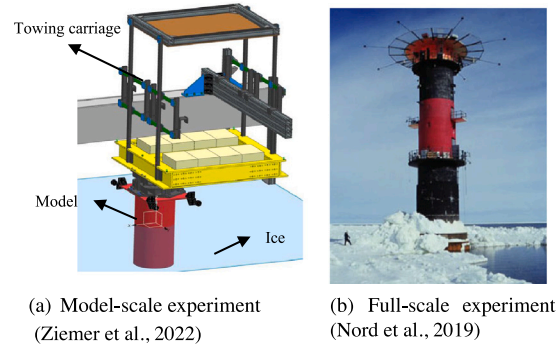 Towing carriage
Model
Ice
(a) Model-scale experiment
(Ziemer et al., 2022)
(b) Full-scale experiment
(Nord et al., 2019)